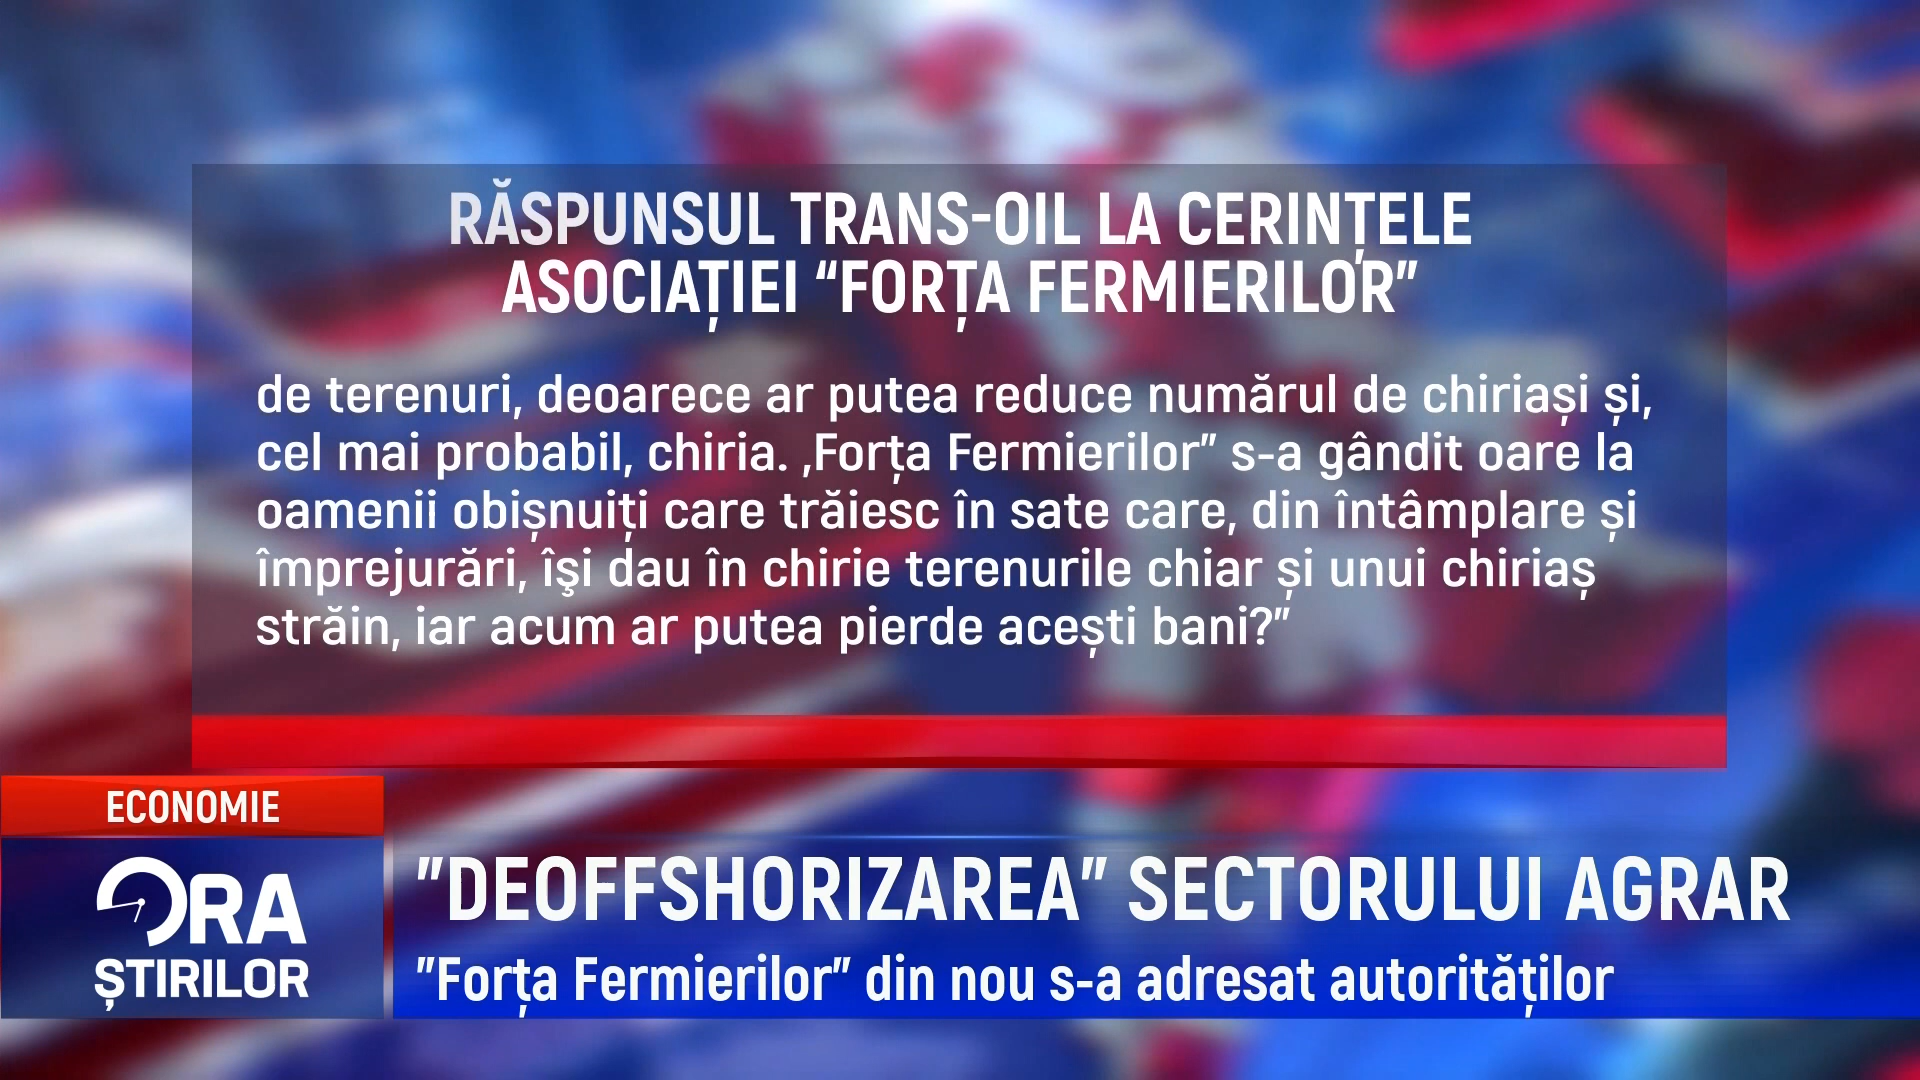 RĂSPUNSUL TRANS-OIL LA CERINȚELE
ASOCIAȚIEI “FORȚA FERMIERILOR”
de terenuri, deoarece ar putea reduce numărul de chiriași și,
cel mai probabil, chiria. ‚Forța Fermierilor” s-a gândit oare la
oamenii obișnuiți care trăiesc în sate care, din întâmplare și
împrejurări, îşi dau în chirie terenurile chiar și unui chiriaș
străin, iar acum ar putea pierde acești bani?”
ECONOMIE
ORA
ȘTIRILOR
”DEOFFSHORIZAREA” SECTORULUI AGRAR
”Forța Fermierilor” din nou s-a adresat autorităților